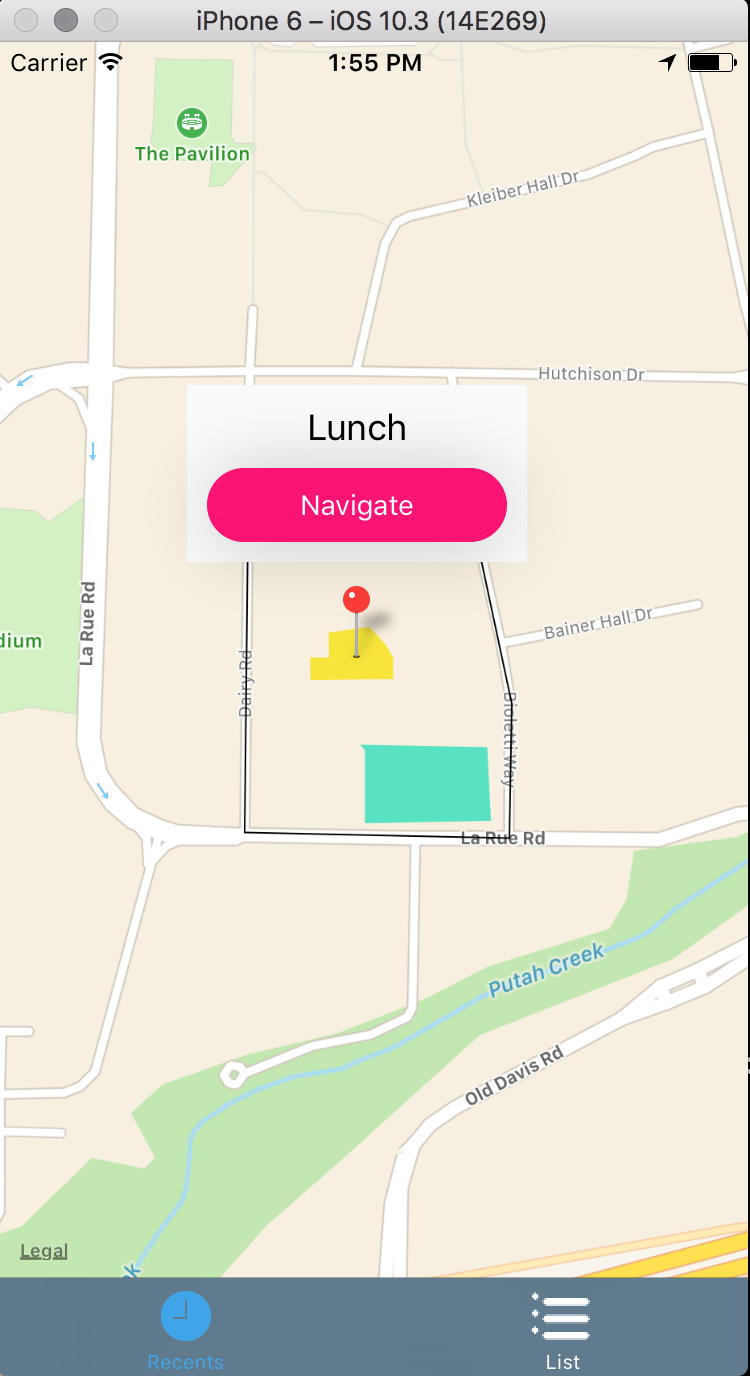 iPhone 6 – iOS 10.3 (14E269)
Carrier 1:55 PM
The Pavilion
Kleiber Hall Dr
Hutchison Dr
Lunch
Navigate
La Rue Rd
dium
Bainer Hall Dr
Dairy Rd
Bioletti Way
La Rue Rd
Putah Creek
Old Davis Rd
Legal
ek
Recents
List